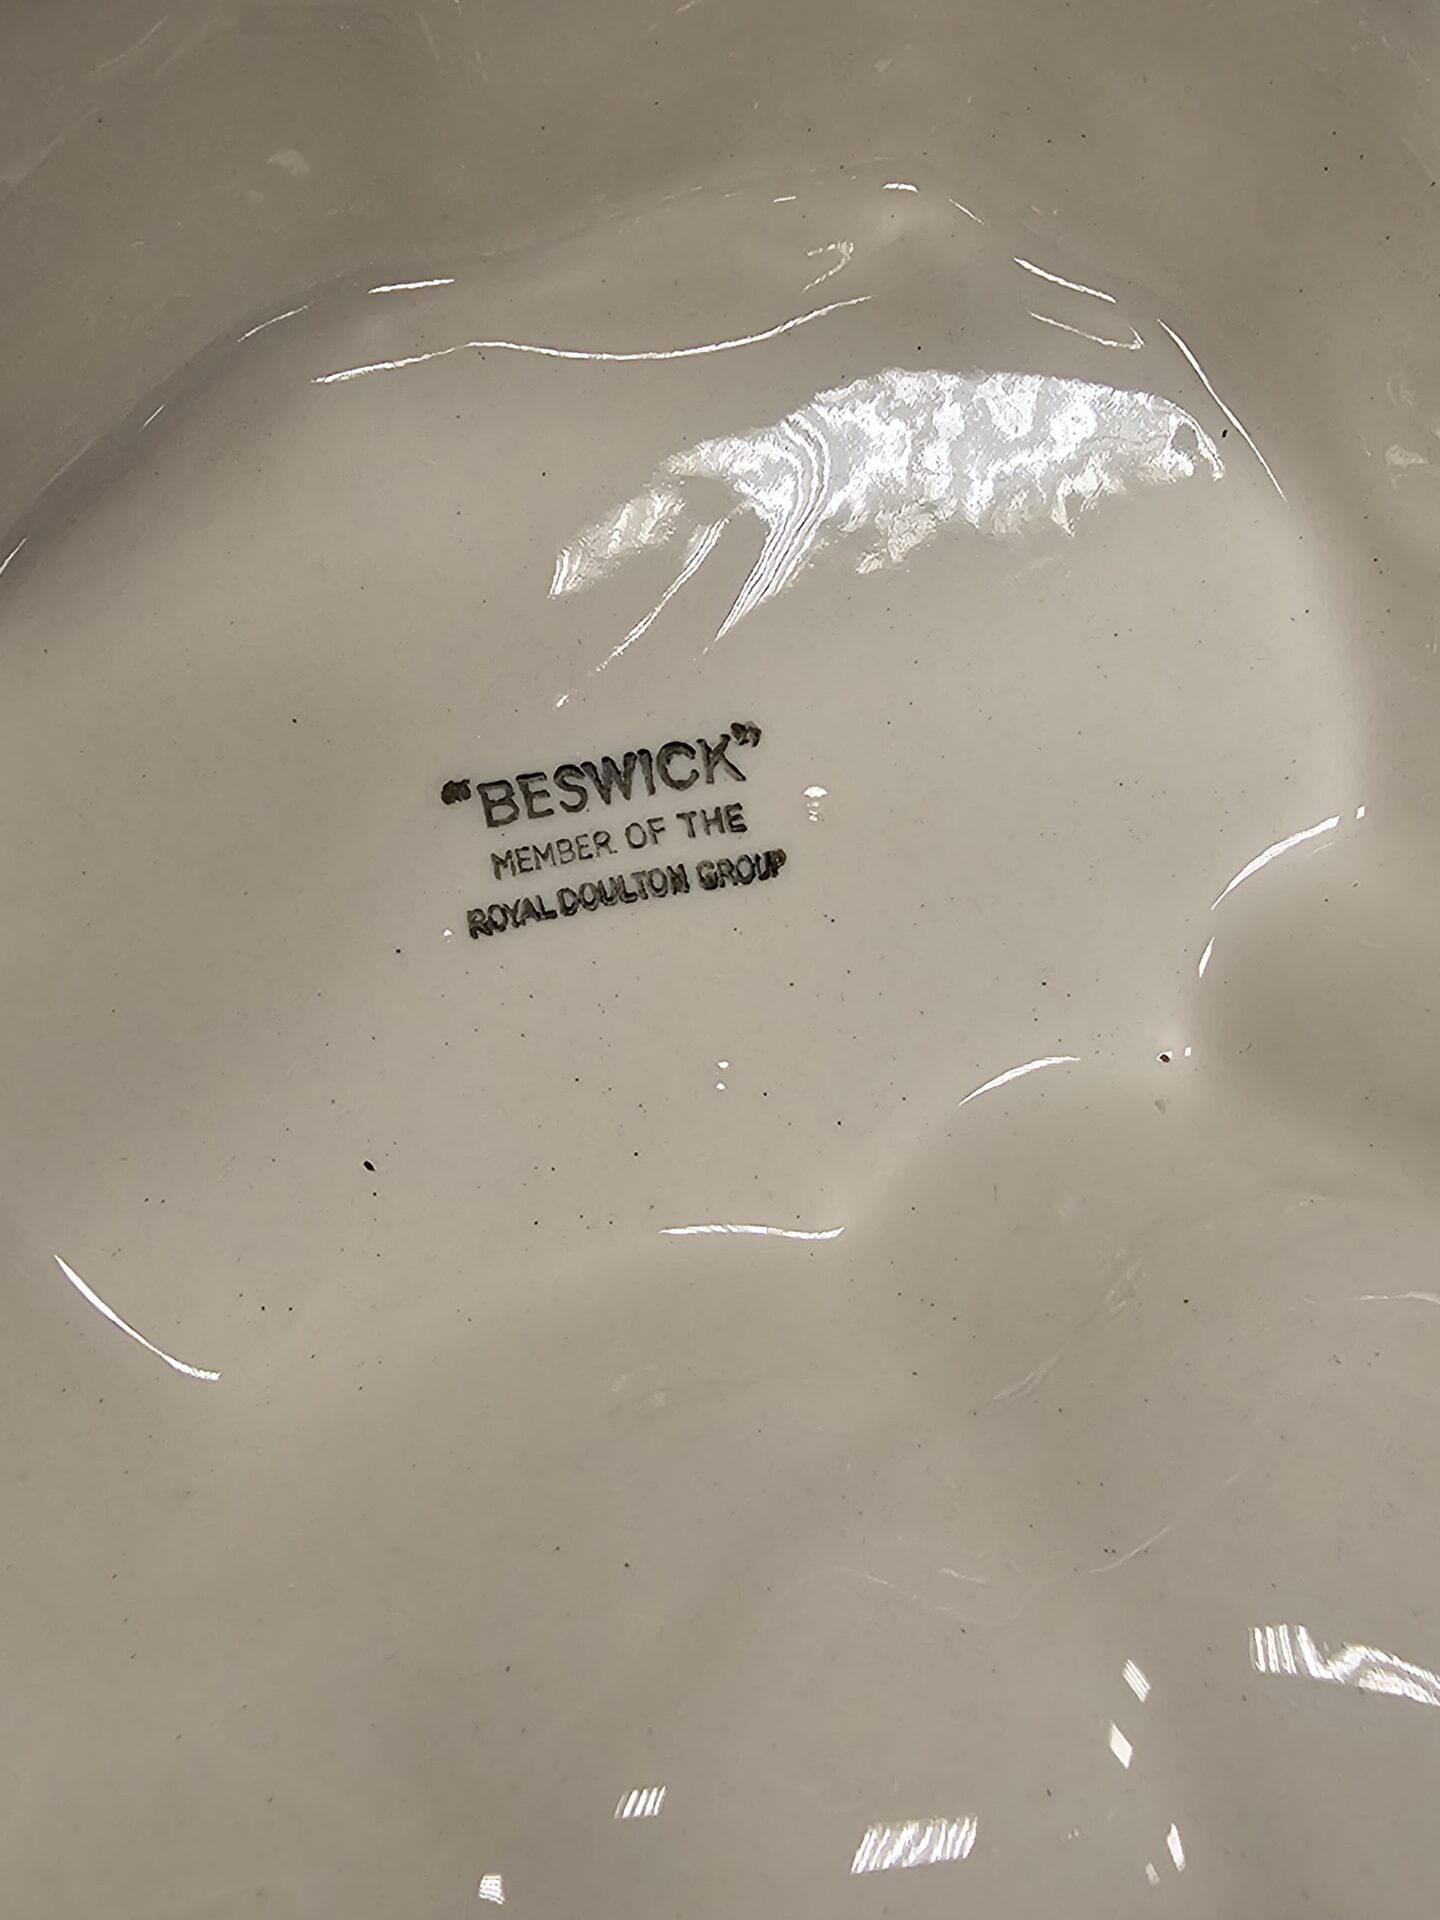 "BESWICK"
MEMBER OF THE
ROYAL DOULTON GROUP